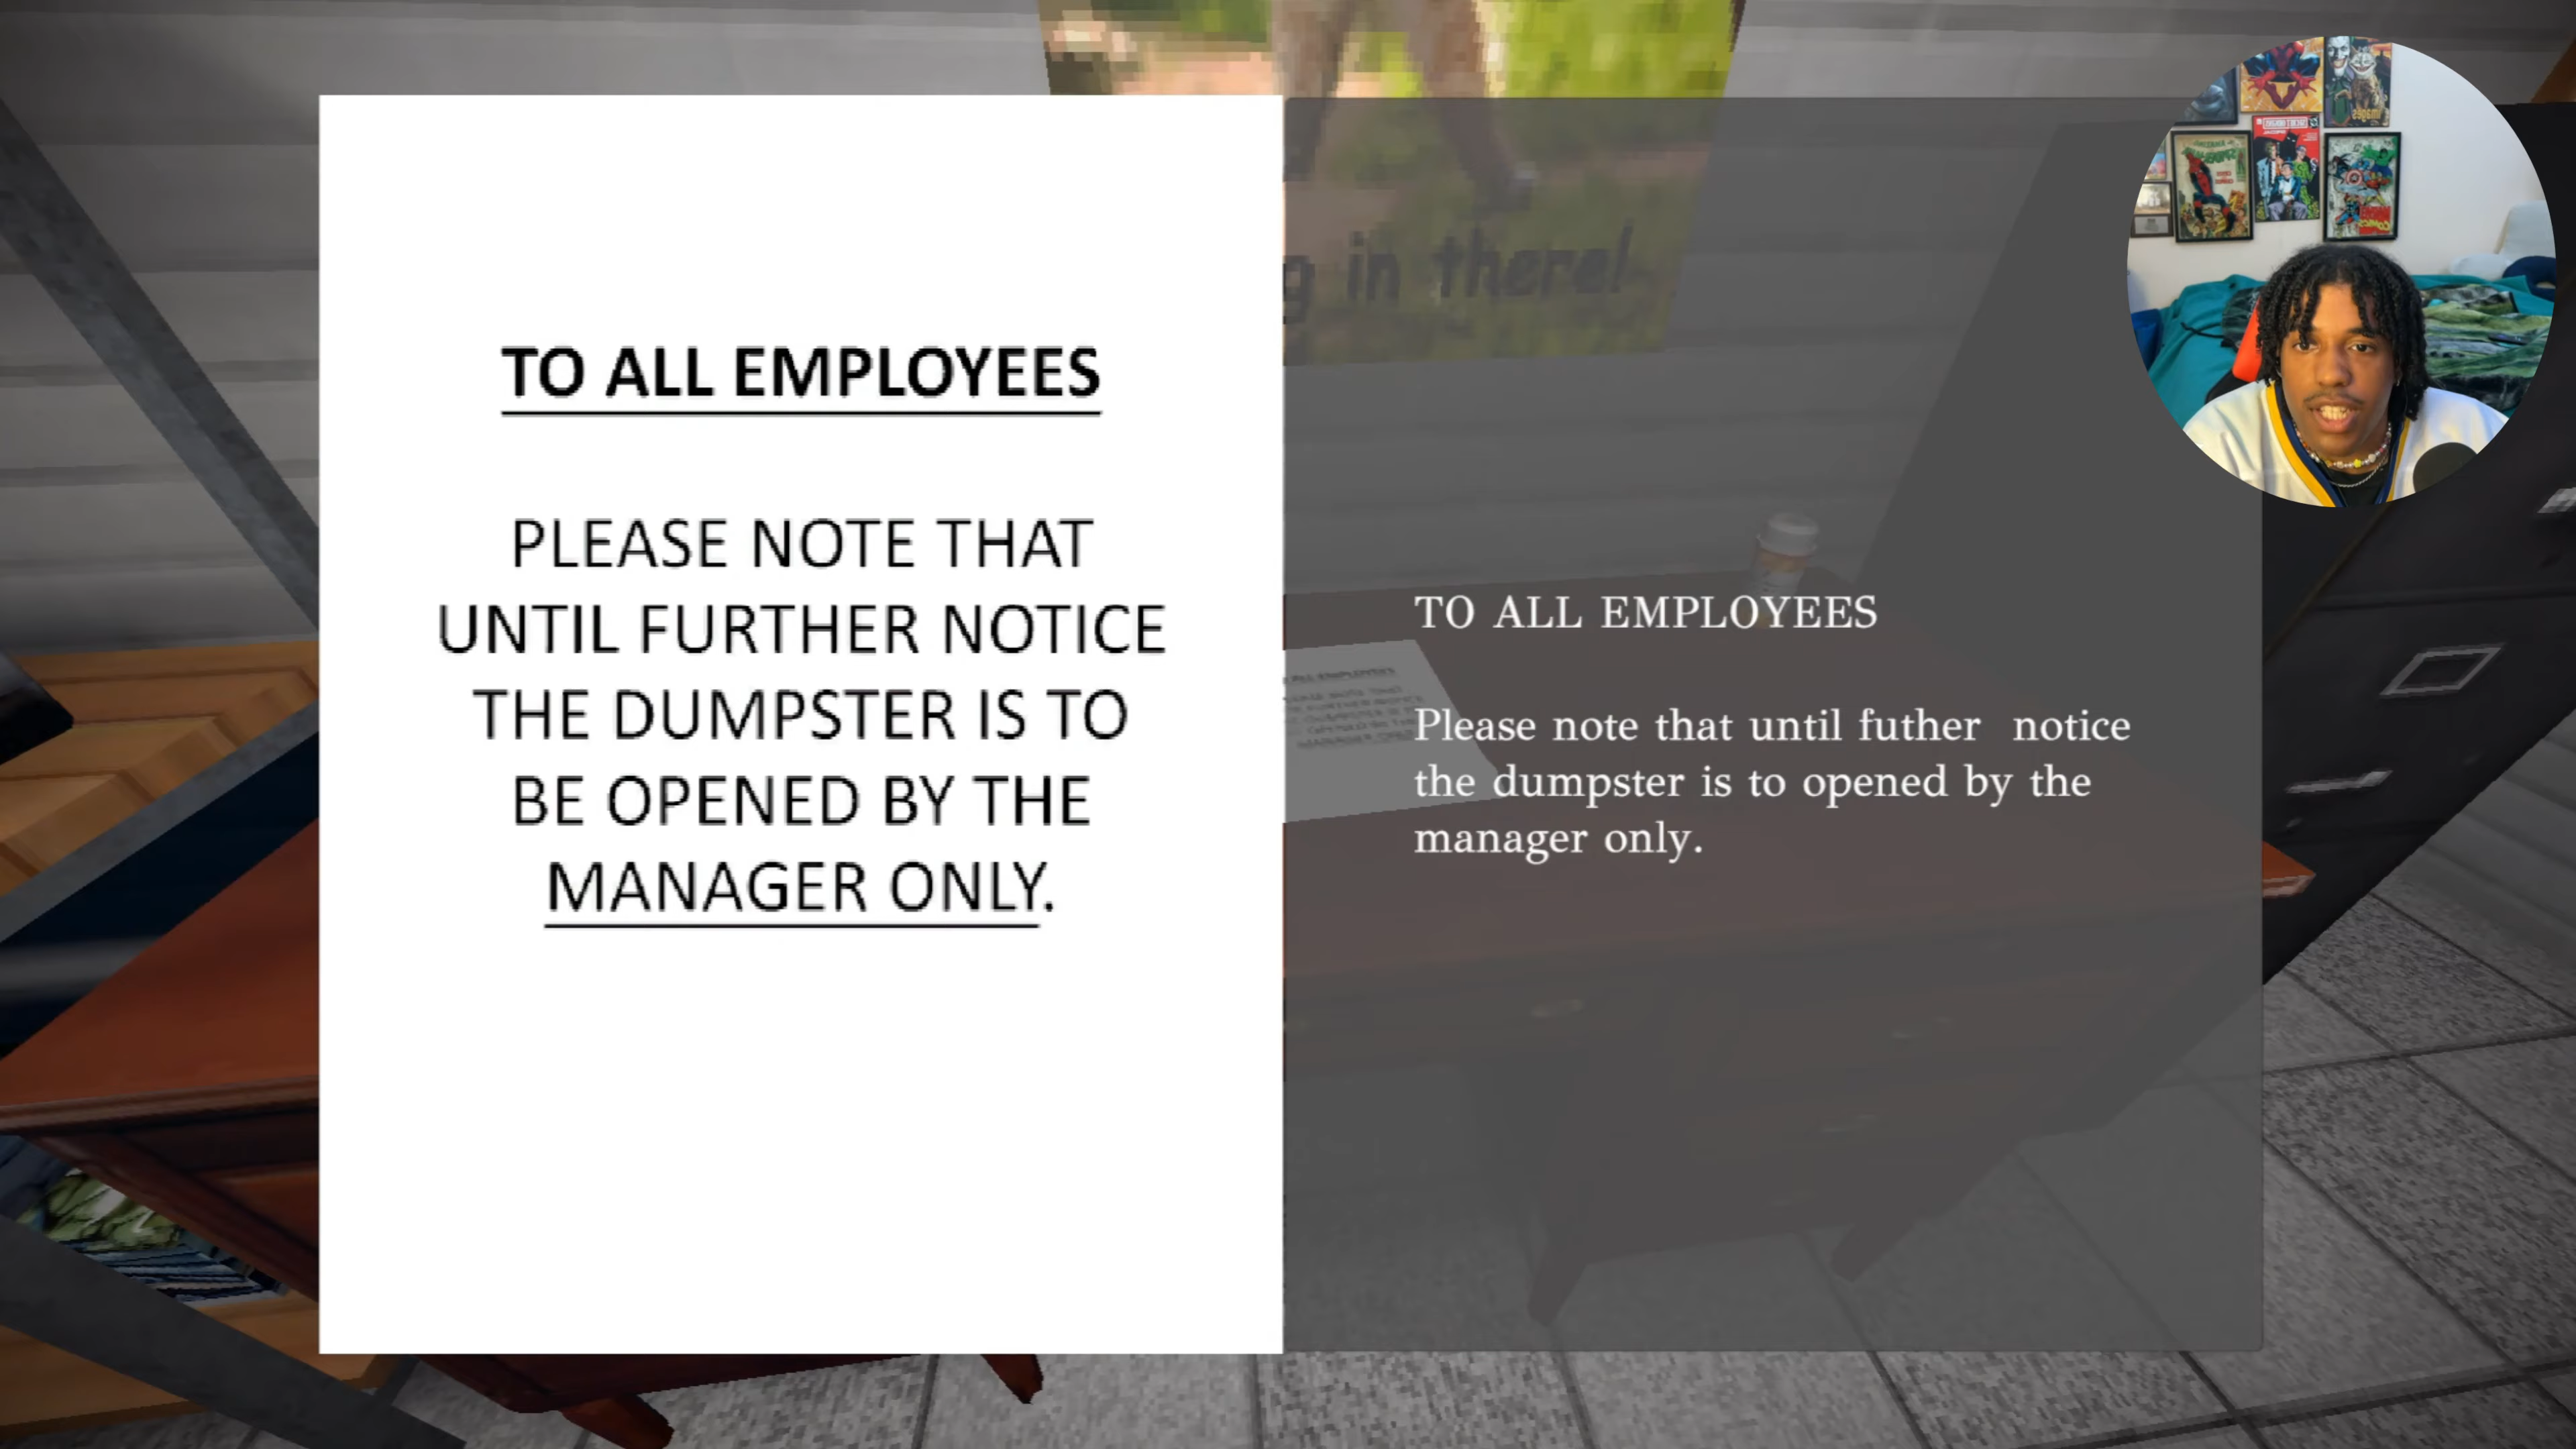 TO ALL EMPLOYEES
PLEASE NOTE THAT
UNTIL FURTHER NOTICE
THE DUMPSTER IS TO
BE OPENED BY THE
MANAGER ONLY.
g in there!
TO ALL EMPLOYEES
Please note that until futher notice
the dumpster is to opened by the
manager only.